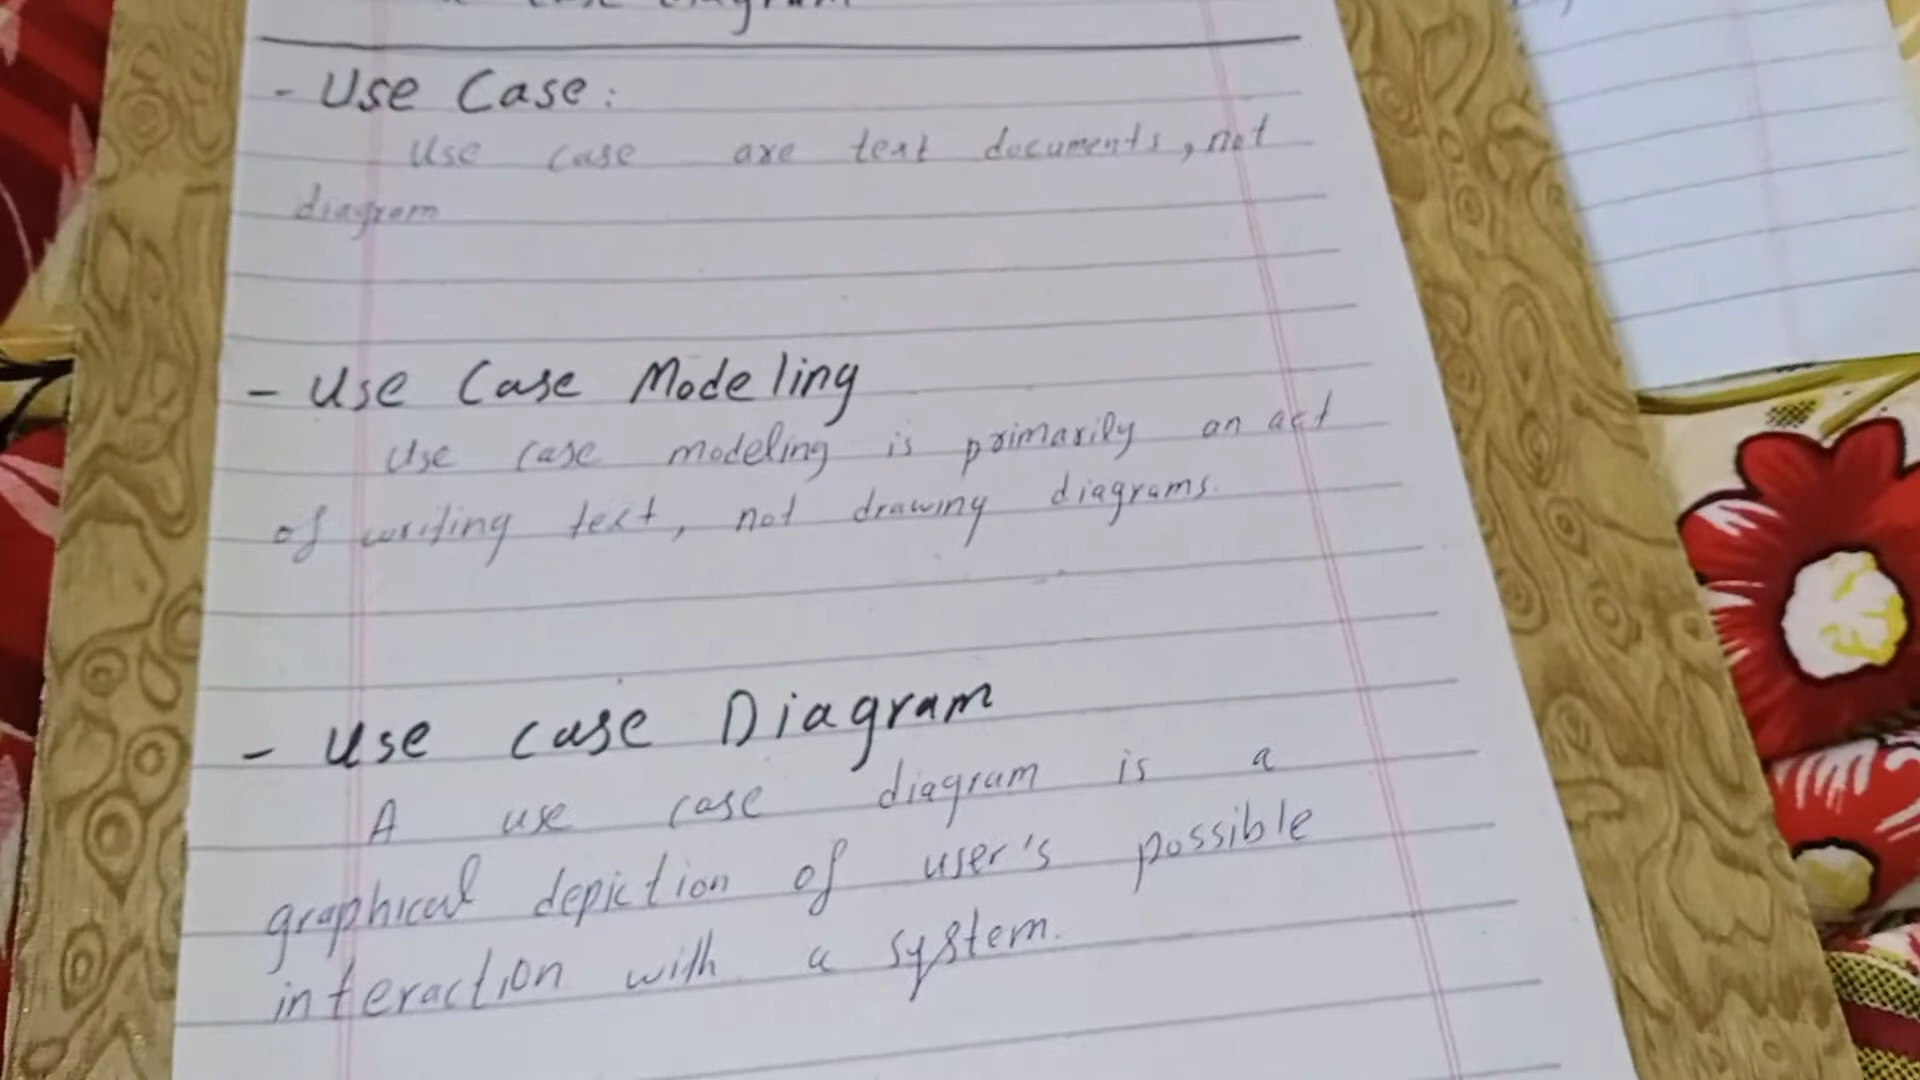 Case Diagram
- Use Case:
Use case are text documents, not
diagram
- Use Case Modeling
Use case modeling is primarily an act
of writing text, not drawing diagrams.
- Use case Diagram
A use case diagram is a
graphical depiction of user's possible
interaction with a system.